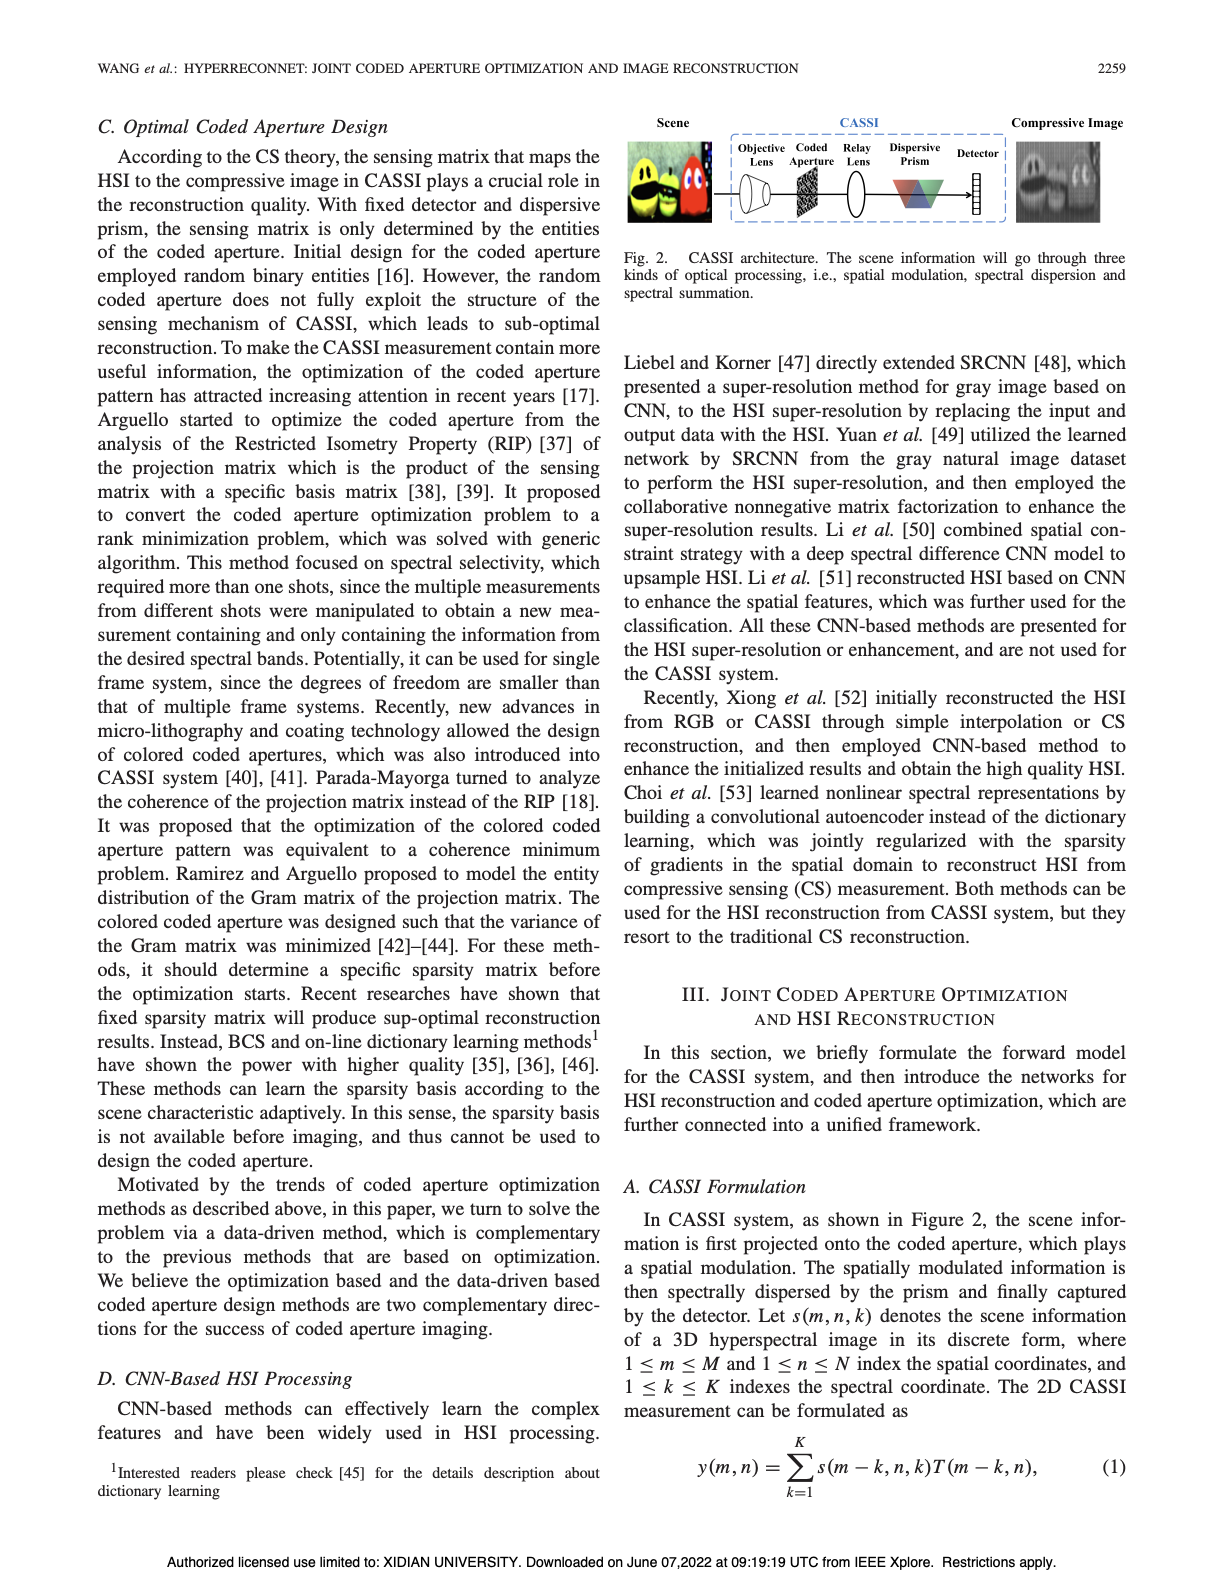 WANG et al.: HYPERRECONNET: JOINT CODED APERTURE OPTIMIZATION AND IMAGE RECONSTRUCTION 2259
C. Optimal Coded Aperture Design
According to the CS theory, the sensing matrix that maps the
HSI to the compressive image in CASSI plays a crucial role in
the reconstruction quality. With fixed detector and dispersive
prism, the sensing matrix is only determined by the entities
of the coded aperture. Initial design for the coded aperture
employed random binary entities [16]. However, the random
coded aperture does not fully exploit the structure of the
sensing mechanism of CASSI, which leads to sub-optimal
reconstruction. To make the CASSI measurement contain more
useful information, the optimization of the coded aperture
pattern has attracted increasing attention in recent years [17].
Arguello started to optimize the coded aperture from the
analysis of the Restricted Isometry Property (RIP) [37] of
the projection matrix which is the product of the sensing
matrix with a specific basis matrix [38], [39]. It proposed
to convert the coded aperture optimization problem to a
rank minimization problem, which was solved with generic
algorithm. This method focused on spectral selectivity, which
required more than one shots, since the multiple measurements
from different shots were manipulated to obtain a new mea-
surement containing and only containing the information from
the desired spectral bands. Potentially, it can be used for single
frame system, since the degrees of freedom are smaller than
that of multiple frame systems. Recently, new advances in
micro-lithography and coating technology allowed the design
of colored coded apertures, which was also introduced into
CASSI system [40], [41]. Parada-Mayorga turned to analyze
the coherence of the projection matrix instead of the RIP [18].
It was proposed that the optimization of the colored coded
aperture pattern was equivalent to a coherence minimum
problem. Ramirez and Arguello proposed to model the entity
distribution of the Gram matrix of the projection matrix. The
colored coded aperture was designed such that the variance of
the Gram matrix was minimized [42]–[44]. For these meth-
ods, it should determine a specific sparsity matrix before
the optimization starts. Recent researches have shown that
fixed sparsity matrix will produce sup-optimal reconstruction
results. Instead, BCS and on-line dictionary learning methods1
have shown the power with higher quality [35], [36], [46].
These methods can learn the sparsity basis according to the
scene characteristic adaptively. In this sense, the sparsity basis
is not available before imaging, and thus cannot be used to
design the coded aperture.
Motivated by the trends of coded aperture optimization
methods as described above, in this paper, we turn to solve the
problem via a data-driven method, which is complementary
to the previous methods that are based on optimization.
We believe the optimization based and the data-driven based
coded aperture design methods are two complementary direc-
tions for the success of coded aperture imaging.
D. CNN-Based HSI Processing
CNN-based methods can effectively learn the complex
features and have been widely used in HSI processing.
1Interested readers please check [45] for the details description about
dictionary learning
Scene CASSI Compressive Image
Objective Lens
Coded Aperture
Relay Lens
Dispersive Prism
Detector
Fig. 2. CASSI architecture. The scene information will go through three
kinds of optical processing, i.e., spatial modulation, spectral dispersion and
spectral summation.
Liebel and Korner [47] directly extended SRCNN [48], which
presented a super-resolution method for gray image based on
CNN, to the HSI super-resolution by replacing the input and
output data with the HSI. Yuan et al. [49] utilized the learned
network by SRCNN from the gray natural image dataset
to perform the HSI super-resolution, and then employed the
collaborative nonnegative matrix factorization to enhance the
super-resolution results. Li et al. [50] combined spatial con-
straint strategy with a deep spectral difference CNN model to
upsample HSI. Li et al. [51] reconstructed HSI based on CNN
to enhance the spatial features, which was further used for the
classification. All these CNN-based methods are presented for
the HSI super-resolution or enhancement, and are not used for
the CASSI system.
Recently, Xiong et al. [52] initially reconstructed the HSI
from RGB or CASSI through simple interpolation or CS
reconstruction, and then employed CNN-based method to
enhance the initialized results and obtain the high quality HSI.
Choi et al. [53] learned nonlinear spectral representations by
building a convolutional autoencoder instead of the dictionary
learning, which was jointly regularized with the sparsity
of gradients in the spatial domain to reconstruct HSI from
compressive sensing (CS) measurement. Both methods can be
used for the HSI reconstruction from CASSI system, but they
resort to the traditional CS reconstruction.
III. JOINT CODED APERTURE OPTIMIZATION
AND HSI RECONSTRUCTION
In this section, we briefly formulate the forward model
for the CASSI system, and then introduce the networks for
HSI reconstruction and coded aperture optimization, which are
further connected into a unified framework.
A. CASSI Formulation
In CASSI system, as shown in Figure 2, the scene infor-
mation is first projected onto the coded aperture, which plays
a spatial modulation. The spatially modulated information is
then spectrally dispersed by the prism and finally captured
by the detector. Let s(m, n, k) denotes the scene information
of a 3D hyperspectral image in its discrete form, where
1 ≤ m ≤ M and 1 ≤ n ≤ N index the spatial coordinates, and
1 ≤ k ≤ K indexes the spectral coordinate. The 2D CASSI
measurement can be formulated as
y(m, n) = ∑_{k=1}^{K} s(m − k, n, k)T(m − k, n), (1)
Authorized licensed use limited to: XIDIAN UNIVERSITY. Downloaded on June 07,2022 at 09:19:19 UTC from IEEE Xplore. Restrictions apply.